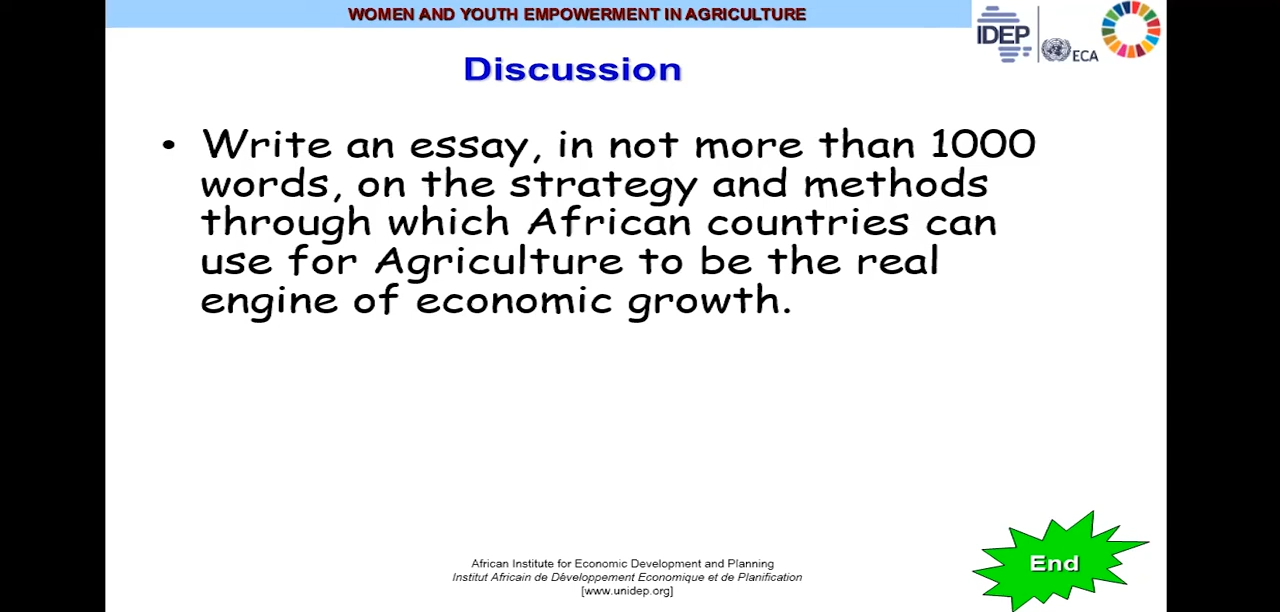 WOMEN AND YOUTH EMPOWERMENT IN AGRICULTURE
IDEP
ECA
Discussion
• Write an essay, in not more than 1000
words, on the strategy and methods
through which African countries can
use for Agriculture to be the real
engine of economic growth.
African Institute for Economic Development and Planning
Institut Africain de Développement Economique et de Planification
[www.unidep.org]
End